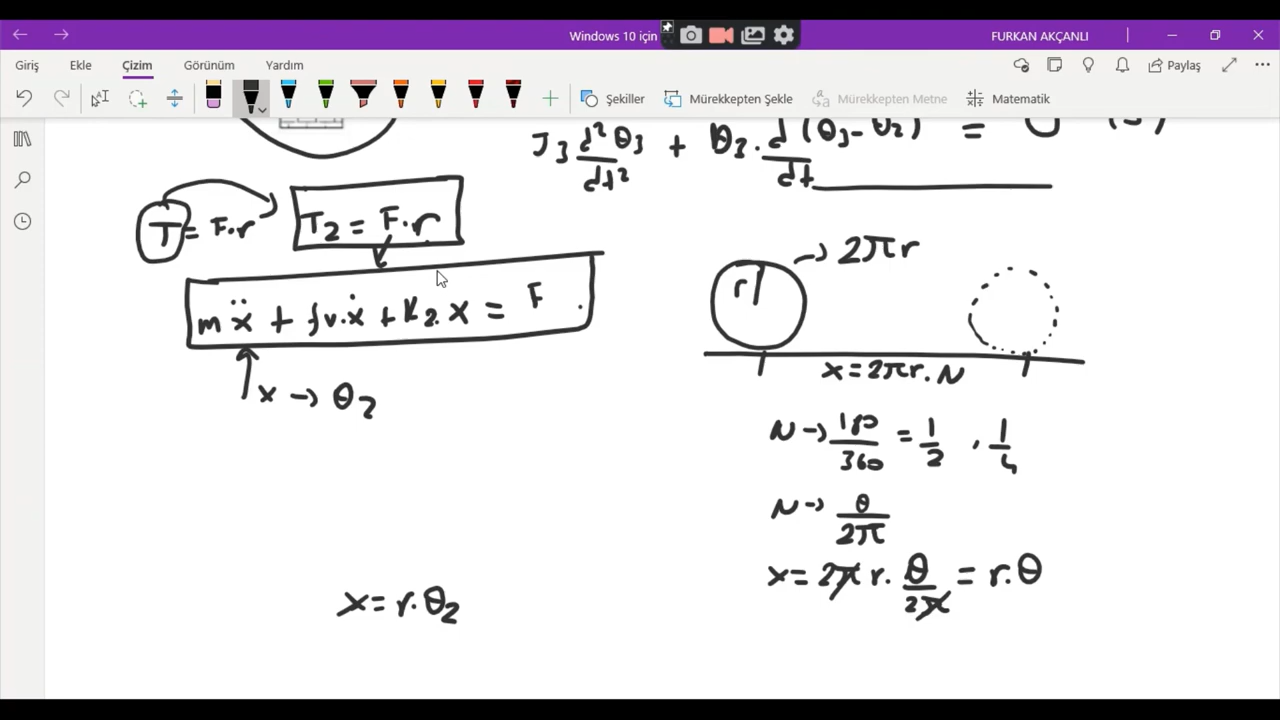 Windows 10 için
FURKAN AKÇANLI
Giriş Ekle Çizim Görünüm Yardım
Paylaş
Şekiller Mürekkepten Şekle Mürekkepten Metne Matematik
J₃ d²θ₃/dt² + D₃. d(θ₃-θ₂)/dt = 0 (3)
T = F.r T₂ = F.r
mẍ + fv.ẋ + K₂.x = F
x → θ₂
x = r.θ₂
→ 2πr
r
x = 2πr.N
N → 180/360 = 1/2 , 1/4
N → θ/2π
x = 2πr. θ/2π = r.θ